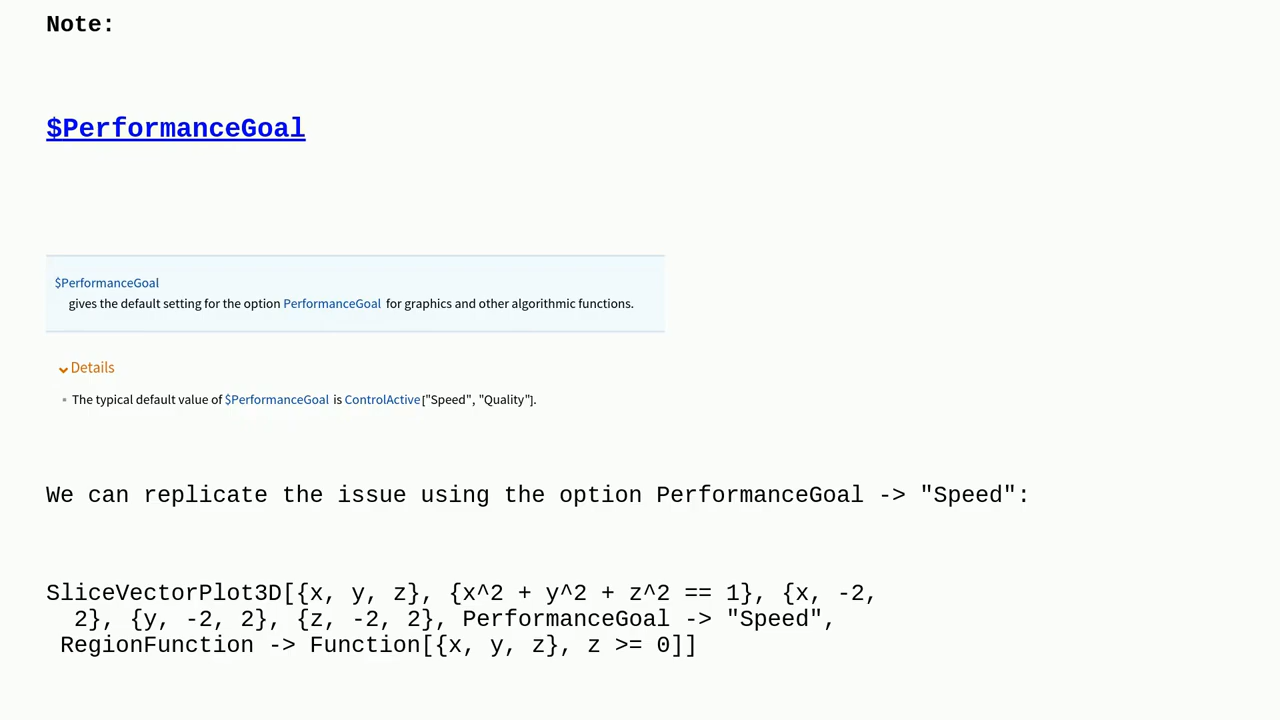 Note:
$PerformanceGoal
$PerformanceGoal
gives the default setting for the option PerformanceGoal for graphics and other algorithmic functions.
Details
▪ The typical default value of $PerformanceGoal is ControlActive["Speed", "Quality"].
We can replicate the issue using the option PerformanceGoal -> "Speed":
SliceVectorPlot3D[{x, y, z}, {x^2 + y^2 + z^2 == 1}, {x, -2,
2}, {y, -2, 2}, {z, -2, 2}, PerformanceGoal -> "Speed",
RegionFunction -> Function[{x, y, z}, z >= 0]]